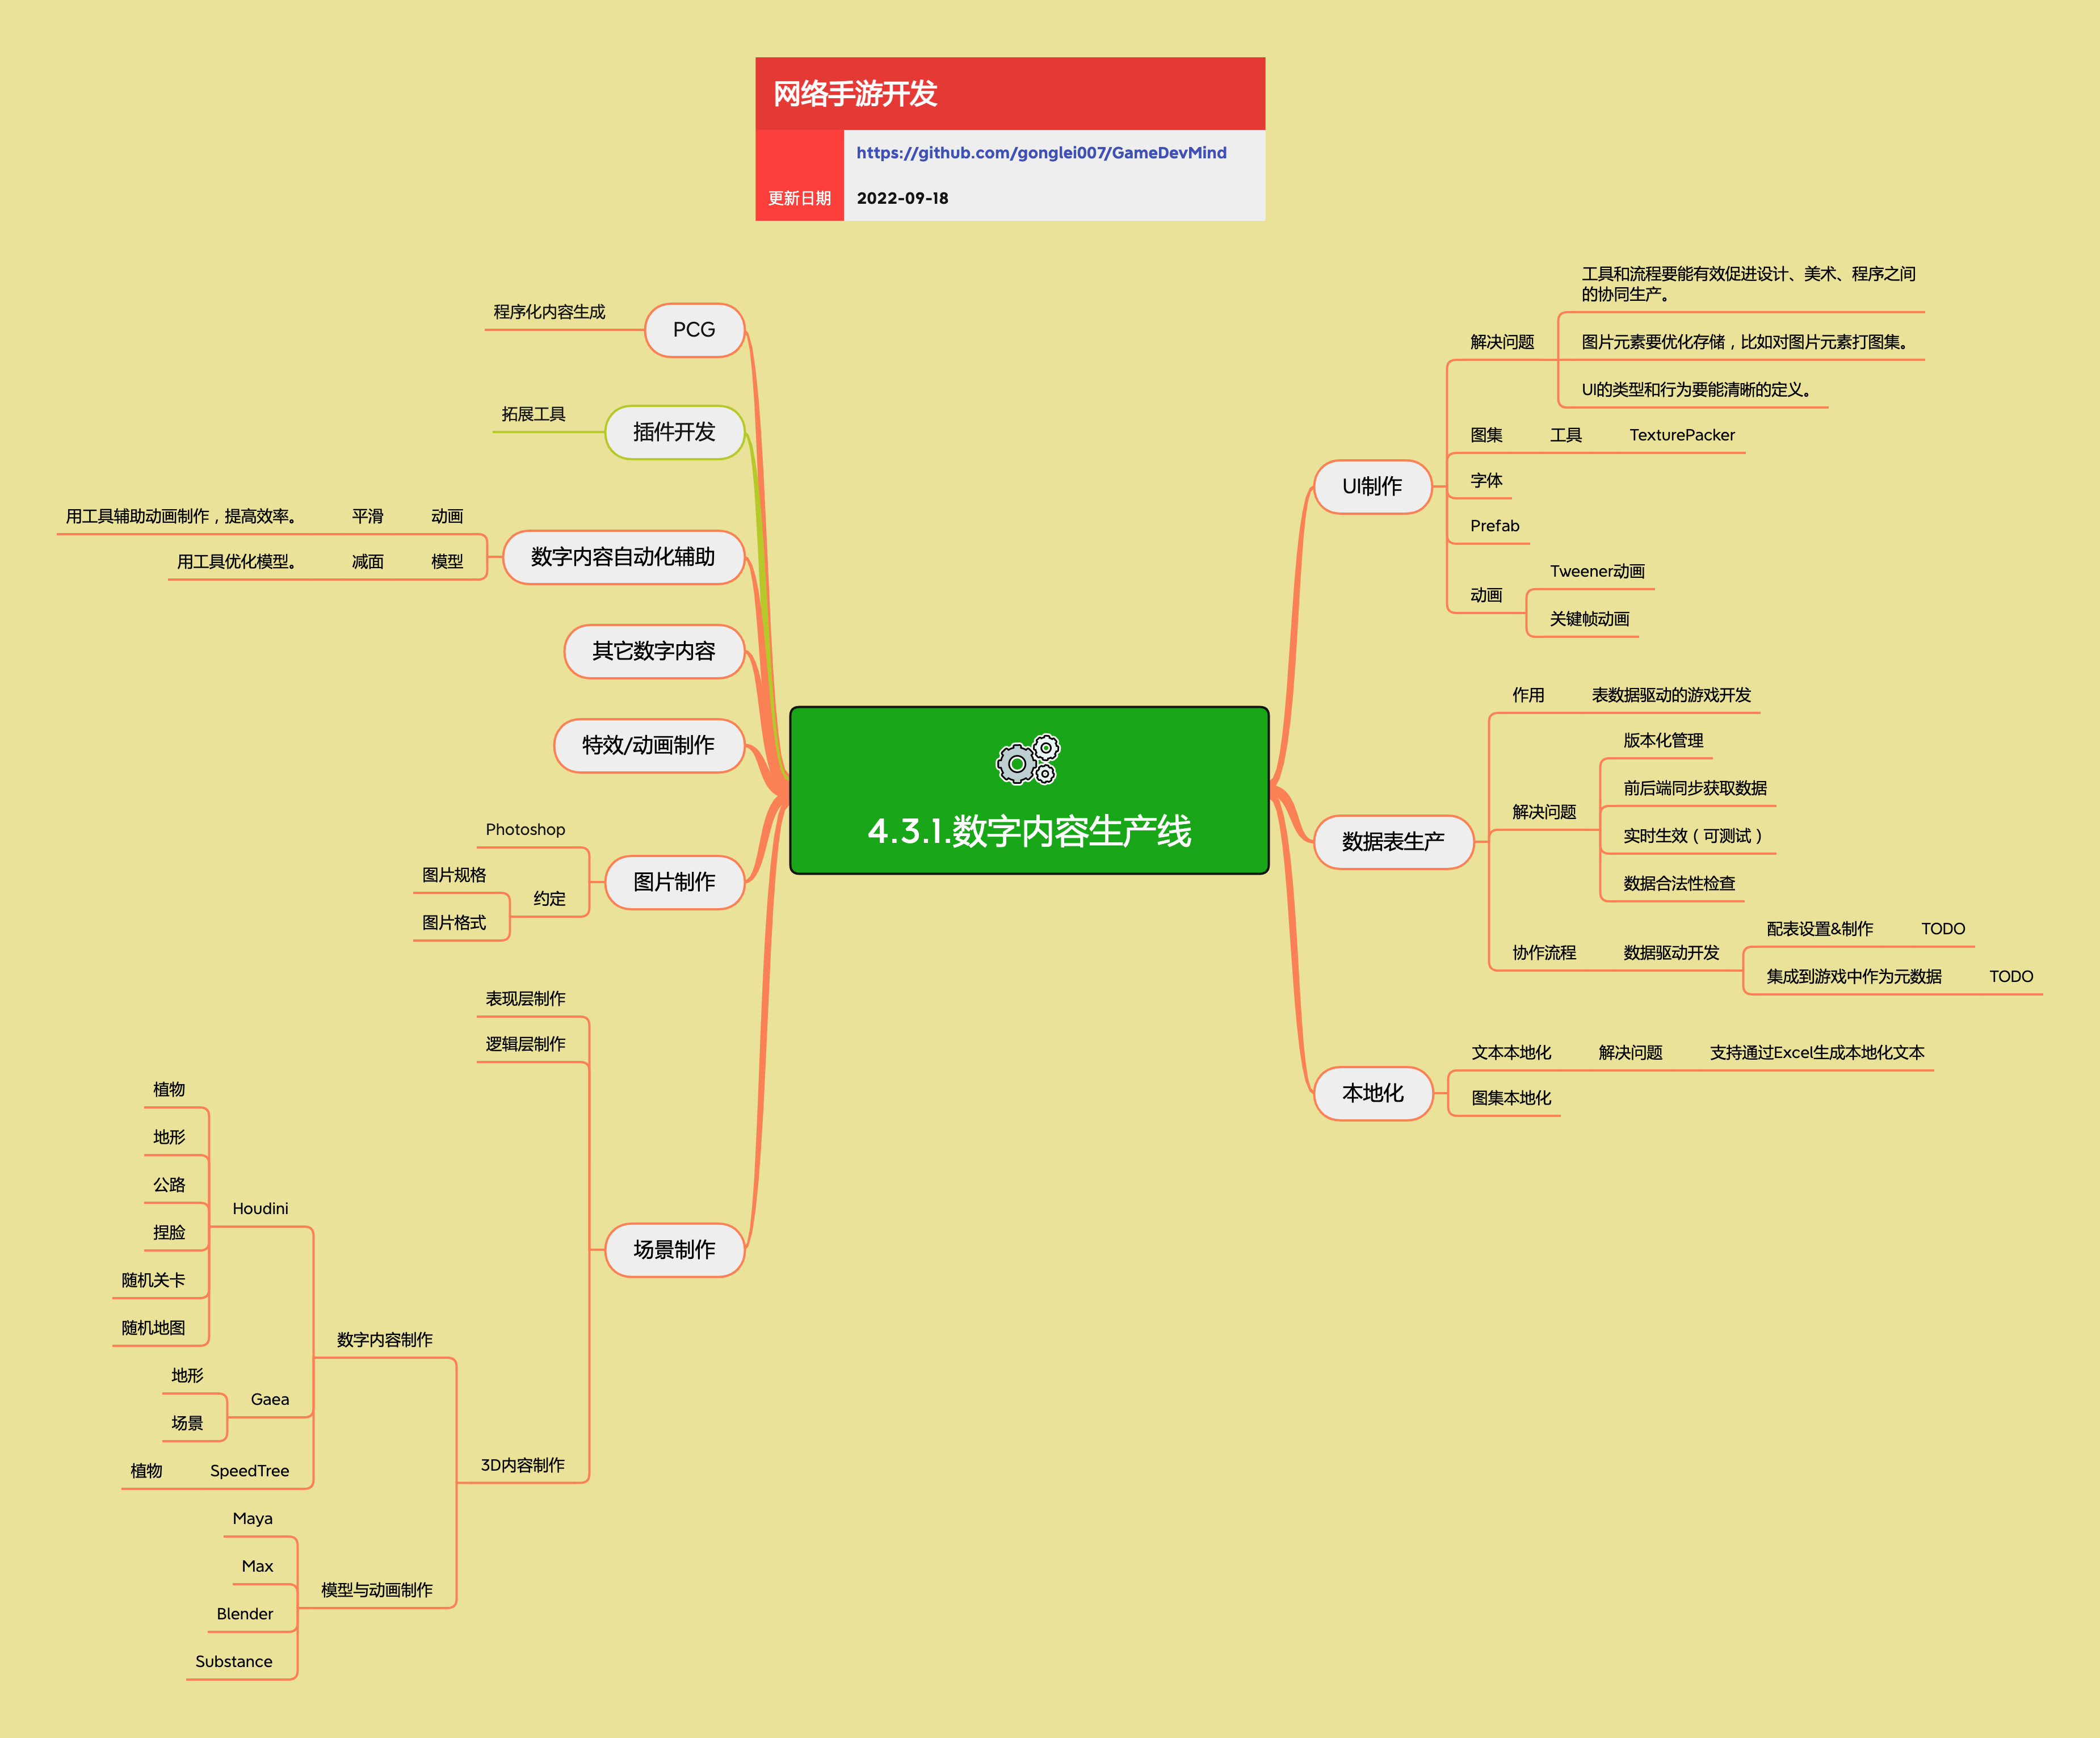 网络手游开发
https://github.com/gonglei007/GameDevMind
更新日期
2022-09-18
4.3.1.数字内容生产线
UI制作
解决问题
工具和流程要能有效促进设计、美术、程序之间
的协同生产。
图片元素要优化存储，比如对图片元素打图集。
UI的类型和行为要能清晰的定义。
图集
工具
TexturePacker
字体
Prefab
动画
Tweener动画
关键帧动画
数据表生产
作用
表数据驱动的游戏开发
解决问题
版本化管理
前后端同步获取数据
实时生效（可测试）
数据合法性检查
协作流程
数据驱动开发
配表设置&制作
TODO
集成到游戏中作为元数据
TODO
本地化
文本本地化
解决问题
支持通过Excel生成本地化文本
图集本地化
PCG
程序化内容生成
插件开发
拓展工具
数字内容自动化辅助
动画
平滑
用工具辅助动画制作，提高效率。
模型
减面
用工具优化模型。
其它数字内容
特效/动画制作
图片制作
Photoshop
约定
图片规格
图片格式
场景制作
表现层制作
逻辑层制作
3D内容制作
数字内容制作
Houdini
植物
地形
公路
捏脸
随机关卡
随机地图
Gaea
地形
场景
SpeedTree
植物
模型与动画制作
Maya
Max
Blender
Substance